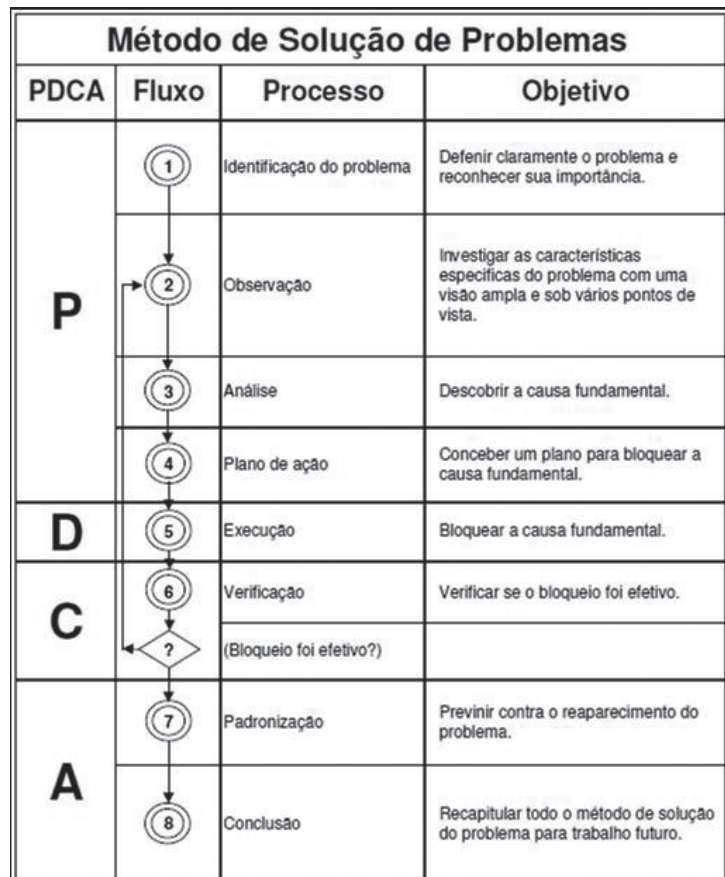 Método de Solução de Problemas
PDCA Fluxo Processo Objetivo
P
1
Identificação do problema
Defenir claramente o problema e
reconhecer sua importância.
2
Observação
Investigar as características
especificas do problema com uma
visão ampla e sob vários pontos de
vista.
3
Análise
Descobrir a causa fundamental.
4
Plano de ação
Conceber um plano para bloquear a
causa fundamental.
D
5
Execução
Bloquear a causa fundamental.
C
6
Verificação
Verificar se o bloqueio foi efetivo.
?
(Bloqueio foi efetivo?)
A
7
Padronização
Previnir contra o reaparecimento do
problema.
8
Conclusão
Recapitular todo o método de solução
do problema para trabalho futuro.